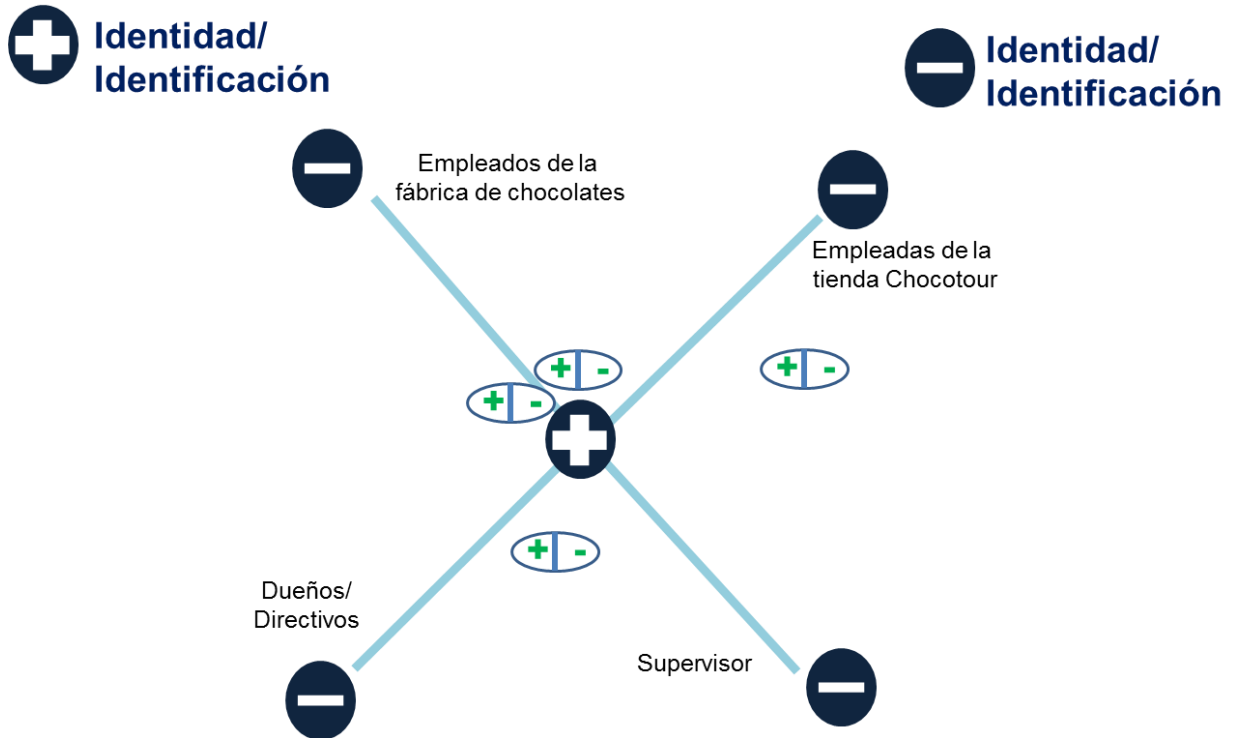 Identidad/
Identificación
Identidad/
Identificación
Empleados de la
fábrica de chocolates
Empleadas de la
tienda Chocotour
+ -
+ -
+ -
+ -
Dueños/
Directivos
Supervisor